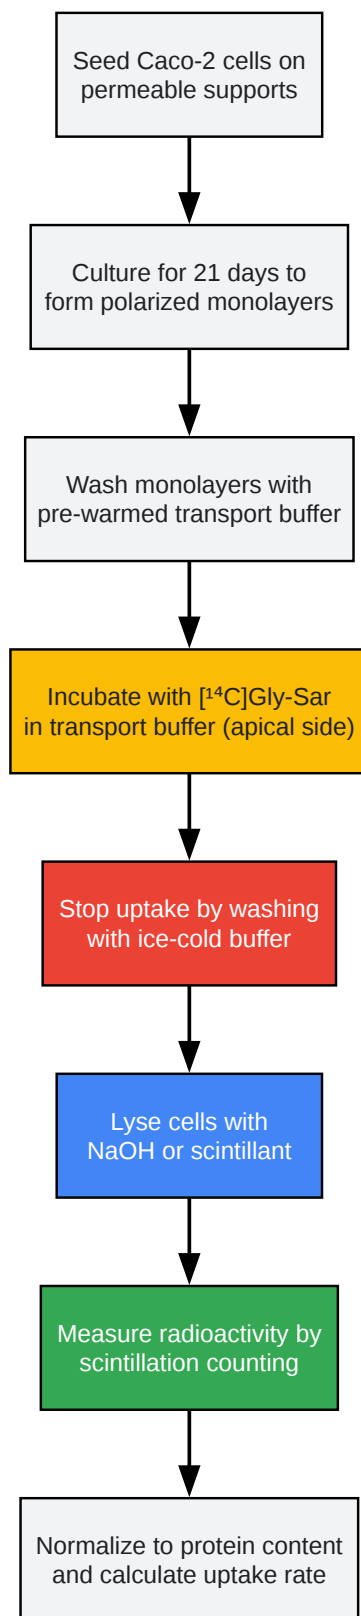 Seed Caco-2 cells on
permeable supports
Culture for 21 days to
form polarized monolayers
Wash monolayers with
pre-warmed transport buffer
Incubate with [¹⁴C]Gly-Sar
in transport buffer (apical side)
Stop uptake by washing
with ice-cold buffer
Lyse cells with
NaOH or scintillant
Measure radioactivity by
scintillation counting
Normalize to protein content
and calculate uptake rate